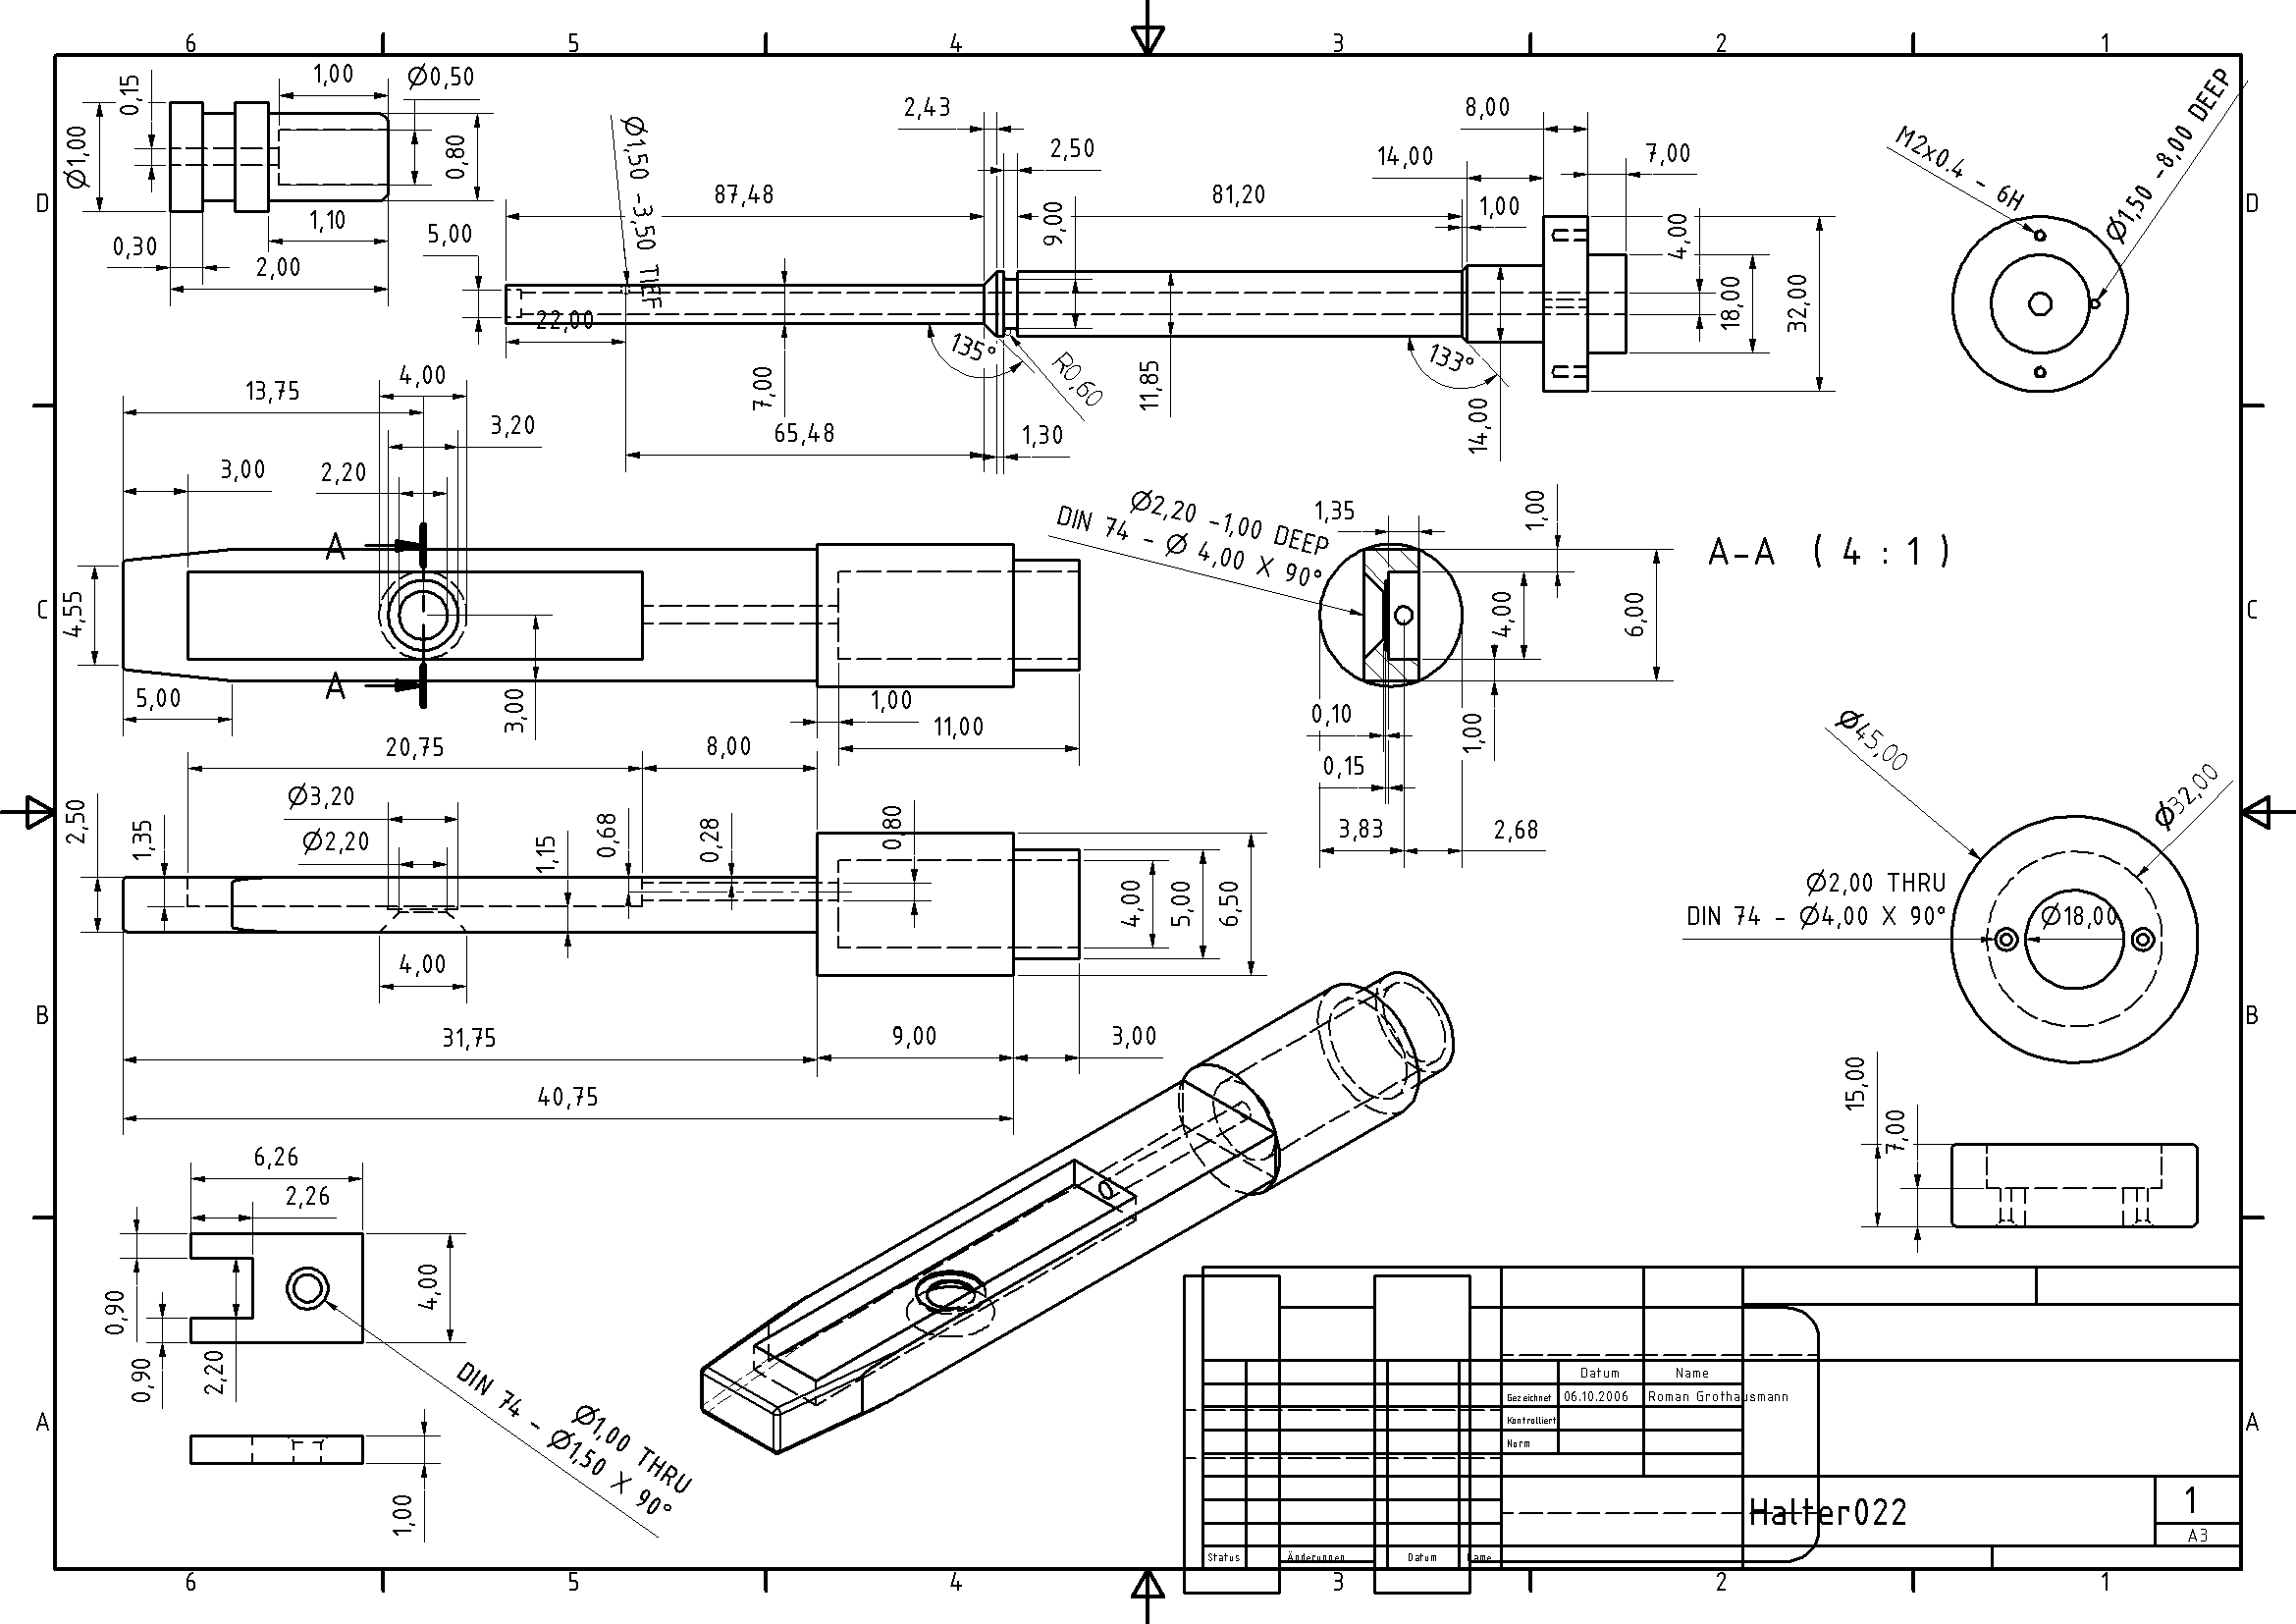 6 5 4 3 2 1
0,15
1,00
Ø0,50
Ø1,00
0,80
1,10
0,30
2,00
D
D
2,43
2,50
8,00
14,00
7,00
Ø1,50 -3,50 TIEF
87,48
81,20
9,00
1,00
4,00
5,00
22,00
7,00
135°
R0,60
11,85
133°
14,00
18,00
32,00
65,48
1,30
M2x0.4 - 6H
Ø1,50 -8,00 DEEP
13,75
4,00
3,20
3,00
2,20
A
A
4,55
5,00
3,00
1,00
11,00
C
C
Ø2,20 -1,00 DEEP
DIN 74 - Ø 4,00 X 90°
1,35
1,00
4,00
6,00
0,10
1,00
0,15
3,83
2,68
A-A ( 4 : 1 )
20,75
8,00
Ø3,20
Ø2,20
2,50
1,35
1,15
0,68
0,28
0,80
4,00
5,00
6,50
4,00
31,75
9,00
3,00
40,75
B
B
Ø45,00
Ø32,00
Ø2,00 THRU
DIN 74 - Ø4,00 X 90°
Ø18,00
15,00
7,00
6,26
2,26
0,90
0,90
2,20
4,00
Ø1,00 THRU
DIN 74 - Ø1,50 X 90°
1,00
A
A
Datum Name
Gezeichnet 06.10.2006 Roman Grothausmann
Kontrolliert
Norm
Halter022
1
A3
Status Änderungen Datum Name
6 5 4 3 2 1